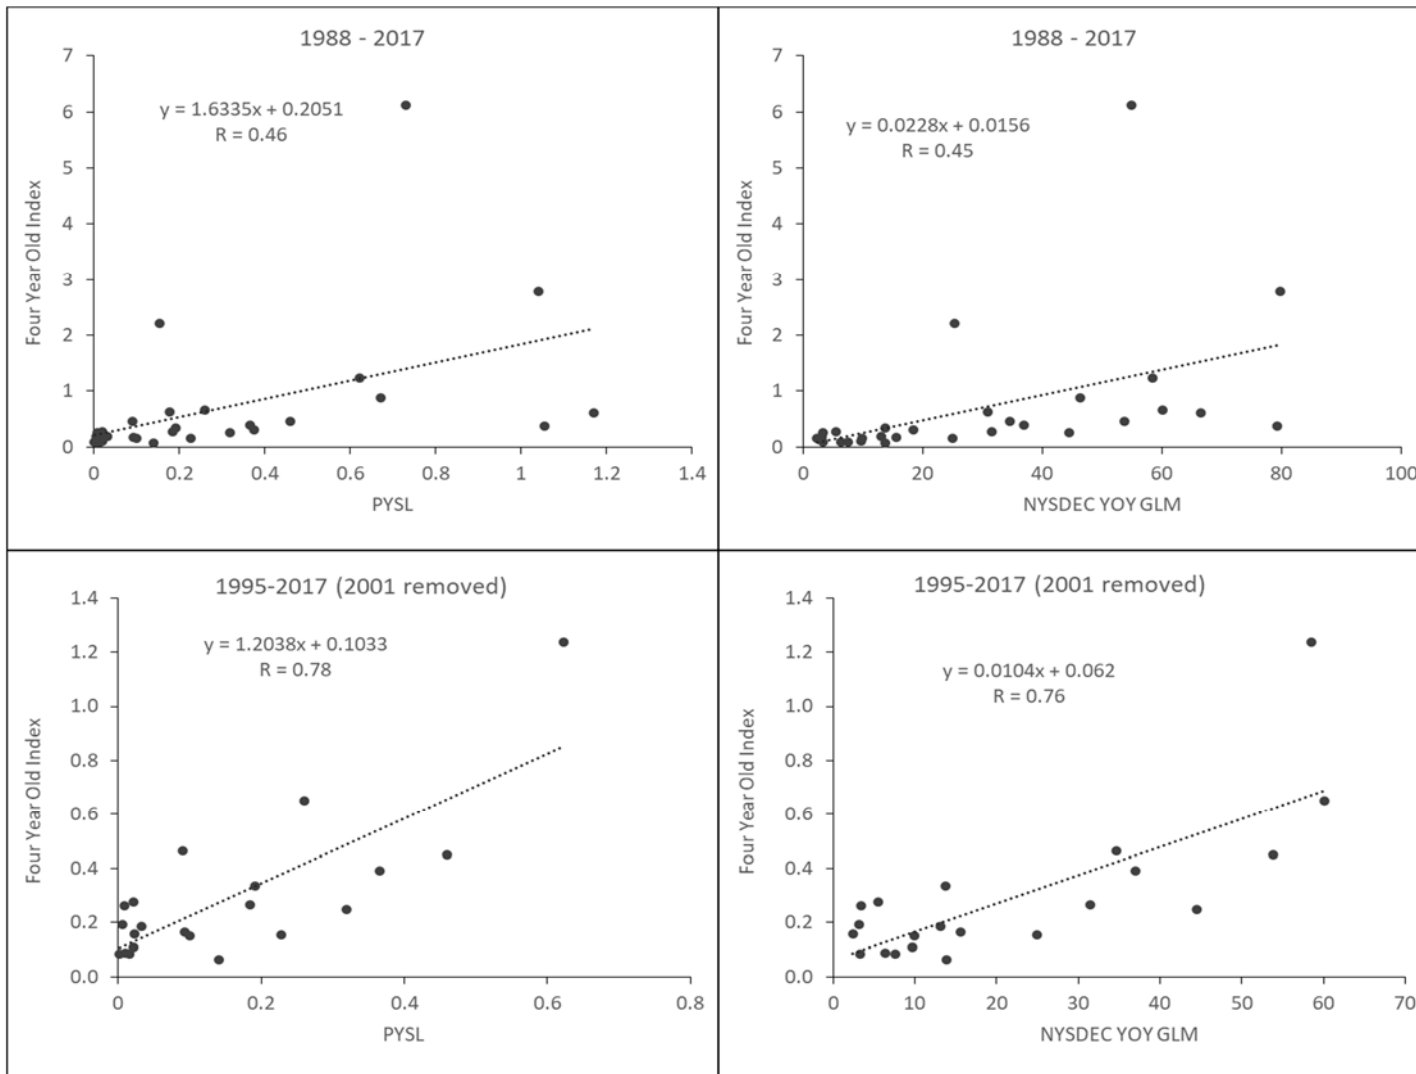 1988 - 2017
7
6
5
4
3
2
1
0
y = 1.6335x + 0.2051
R = 0.46
Four Year Old Index
0
0.2
0.4
0.6
0.8
1
1.2
1.4
PYSL
1988 - 2017
7
6
5
4
3
2
1
0
y = 0.0228x + 0.0156
R = 0.45
Four Year Old Index
0
20
40
60
80
100
NYSDEC YOY GLM
1995-2017 (2001 removed)
1.4
1.2
1.0
0.8
0.6
0.4
0.2
0.0
y = 1.2038x + 0.1033
R = 0.78
Four Year Old Index
0
0.2
0.4
0.6
0.8
PYSL
1995-2017 (2001 removed)
1.4
1.2
1.0
0.8
0.6
0.4
0.2
0.0
y = 0.0104x + 0.062
R = 0.76
Four Year Old Index
0
10
20
30
40
50
60
70
NYSDEC YOY GLM